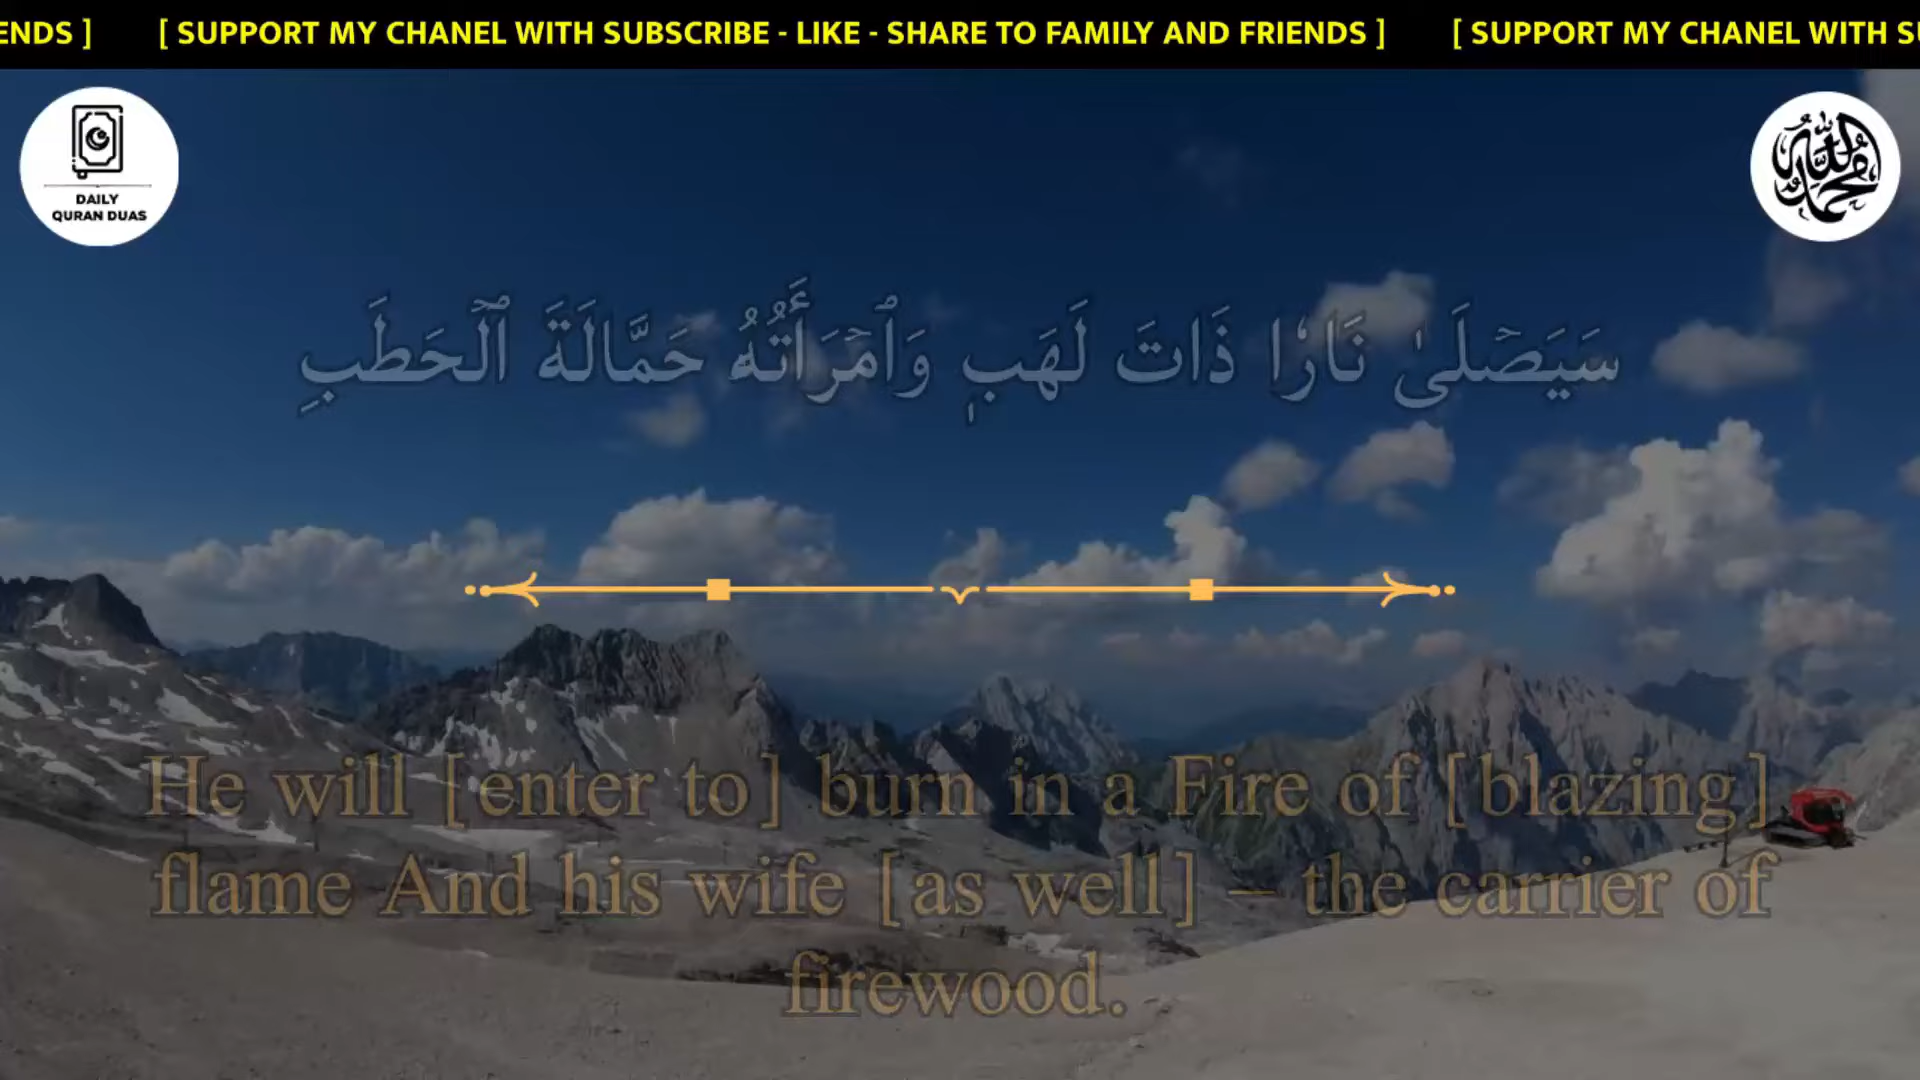 ENDS ] [ SUPPORT MY CHANEL WITH SUBSCRIBE - LIKE - SHARE TO FAMILY AND FRIENDS ] [ SUPPORT MY CHANEL WITH SU
DAILY
QURAN DUAS
الله
محمد
سَيَصۡلَىٰ نَارٗا ذَاتَ لَهَبٖ وَٱمۡرَأَتُهُۥ حَمَّالَةَ ٱلۡحَطَبِ
He will [enter to] burn in a Fire of [blazing]
flame And his wife [as well] – the carrier of
firewood.